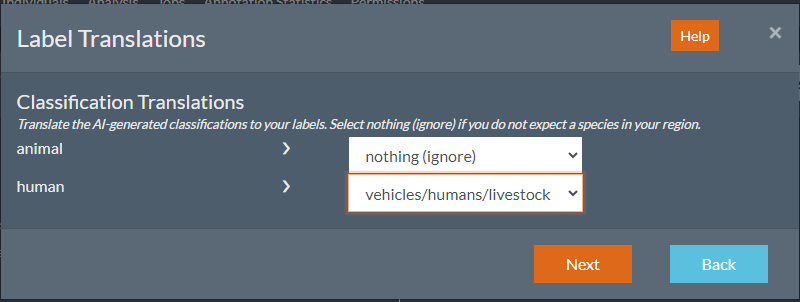 Individuals Analysis Jobs Annotation Statistics Permissions
Label Translations
Help
×
Classification Translations
Translate the AI-generated classifications to your labels. Select nothing (ignore) if you do not expect a species in your region.
animal > nothing (ignore)
human > vehicles/humans/livestock
Next Back